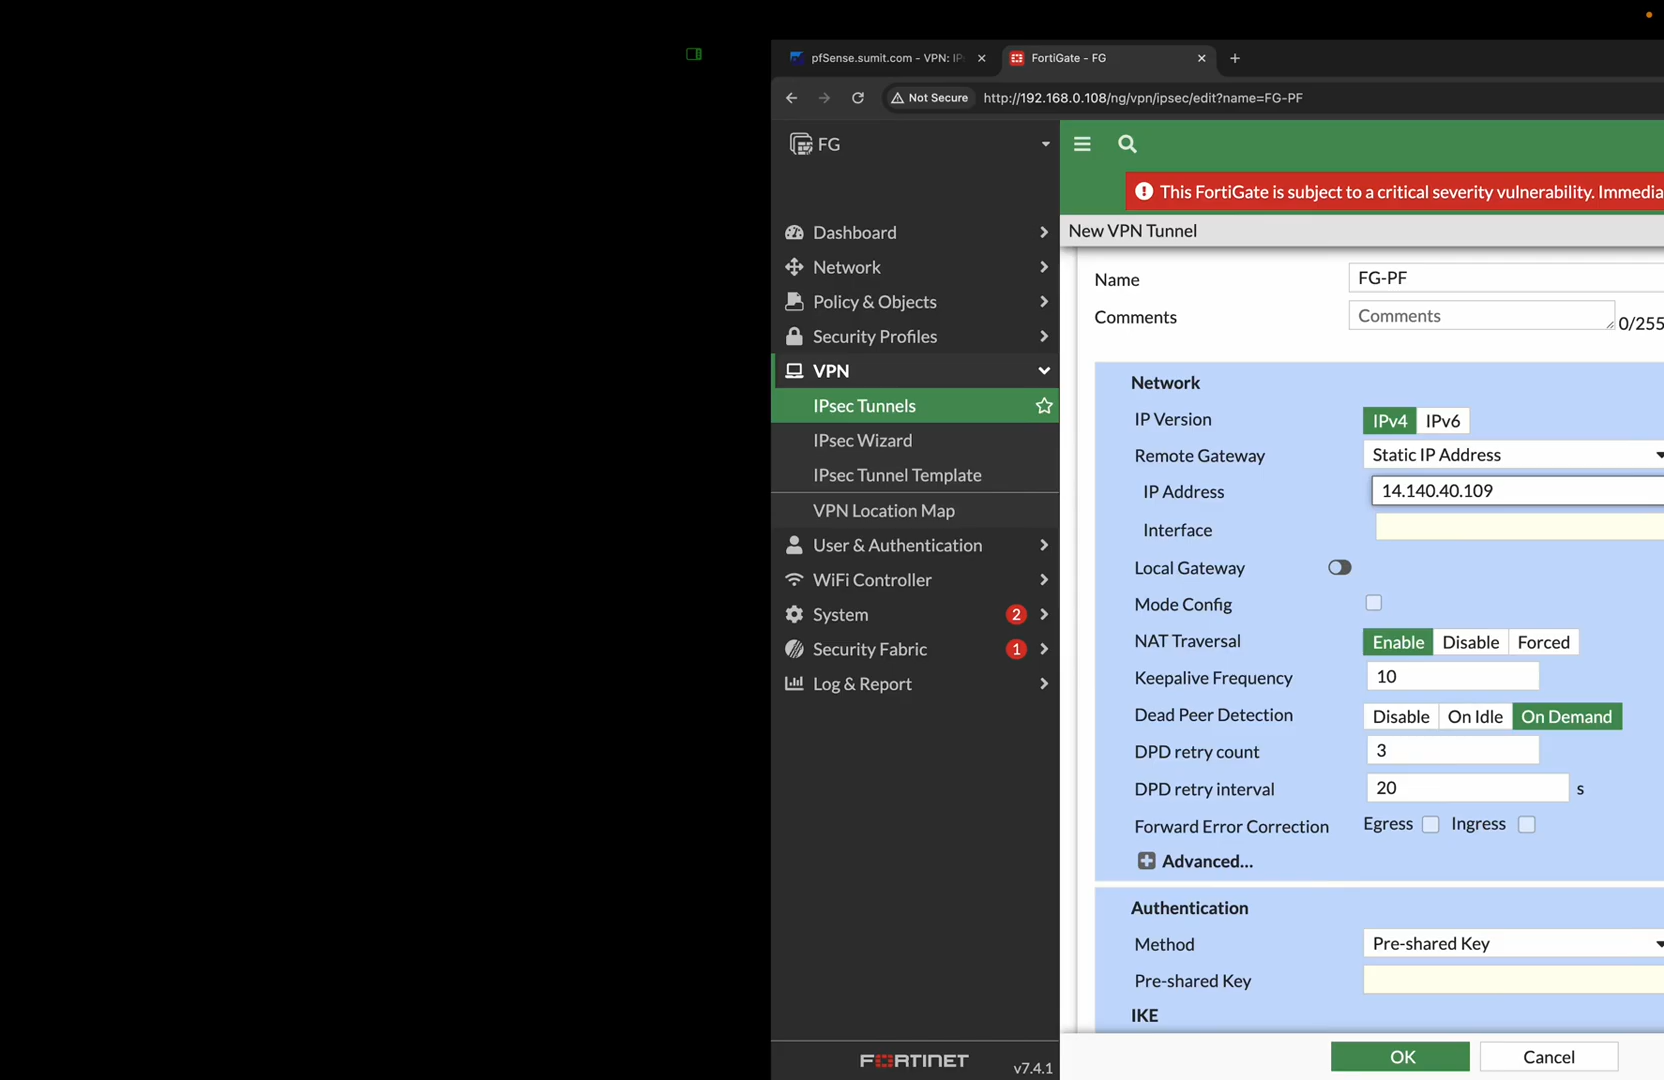 pfSense.sumit.com - VPN: IP
FortiGate - FG
Not Secure
http://192.168.0.108/ng/vpn/ipsec/edit?name=FG-PF
FG
This FortiGate is subject to a critical severity vulnerability. Immedia
New VPN Tunnel
Dashboard
Network
Policy & Objects
Security Profiles
VPN
IPsec Tunnels
IPsec Wizard
IPsec Tunnel Template
VPN Location Map
User & Authentication
WiFi Controller
System 2
Security Fabric 1
Log & Report
FORTINET
v7.4.1
Name FG-PF
Comments Comments 0/255
Network
IP Version IPv4 IPv6
Remote Gateway Static IP Address
IP Address 14.140.40.109
Interface
Local Gateway
Mode Config
NAT Traversal Enable Disable Forced
Keepalive Frequency 10
Dead Peer Detection Disable On Idle On Demand
DPD retry count 3
DPD retry interval 20 s
Forward Error Correction Egress Ingress
Advanced...
Authentication
Method Pre-shared Key
Pre-shared Key
IKE
OK Cancel